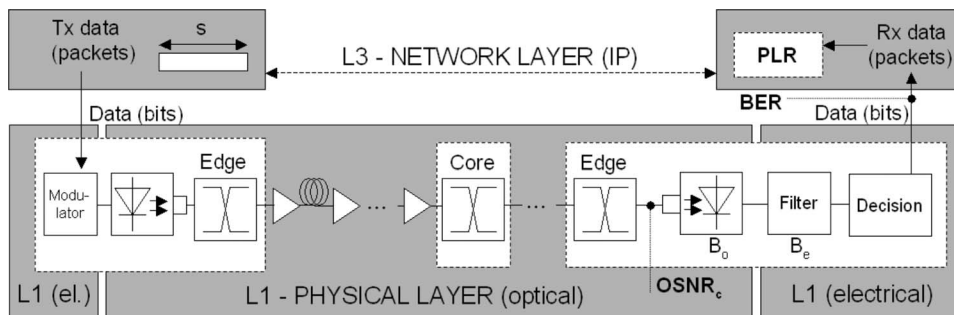 Tx data
(packets)
s
L3 - NETWORK LAYER (IP)
PLR
Rx data
(packets)
BER
Data (bits)
Data (bits)
Edge
Core
Edge
Modu-
lator
...
...
Filter
Decision
Bo
Be
OSNRc
L1 (el.)
L1 - PHYSICAL LAYER (optical)
L1 (electrical)